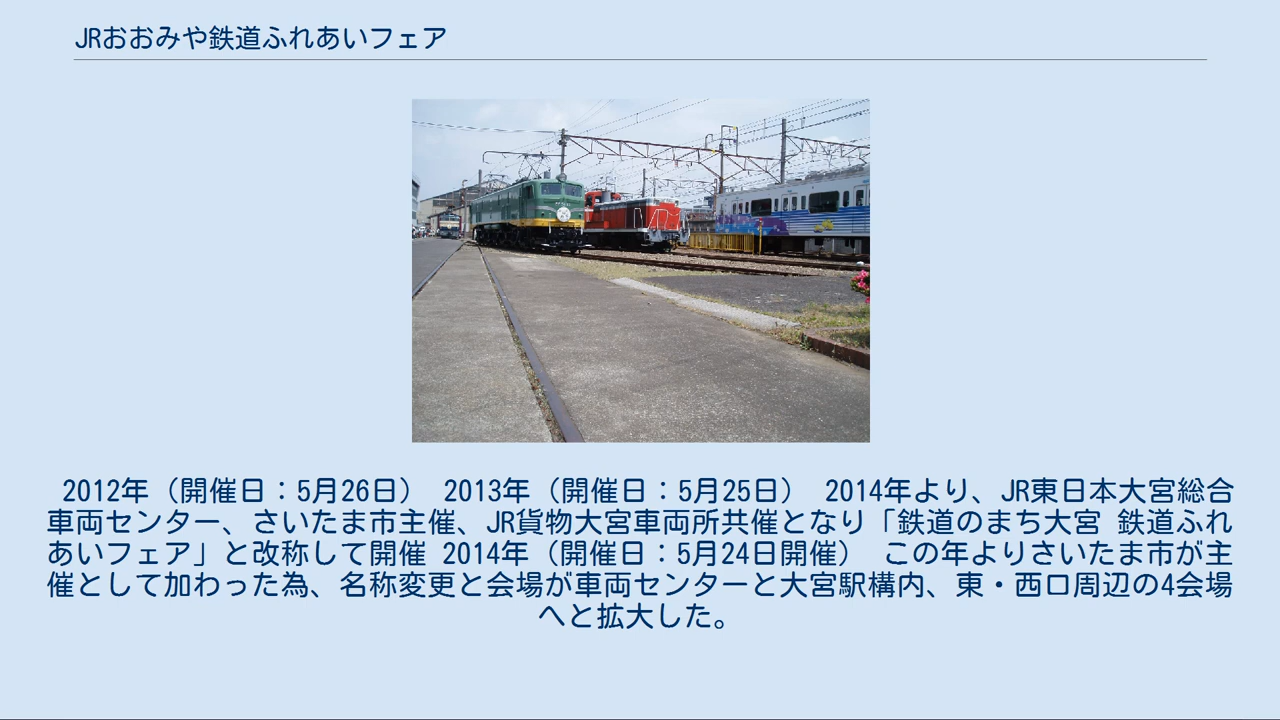 JRおおみや鉄道ふれあいフェア
2012年（開催日：5月26日） 2013年（開催日：5月25日） 2014年より、JR東日本大宮総合
車両センター、さいたま市主催、JR貨物大宮車両所共催となり「鉄道のまち大宮 鉄道ふれ
あいフェア」と改称して開催 2014年（開催日：5月24日開催） この年よりさいたま市が主
催として加わった為、名称変更と会場が車両センターと大宮駅構内、東・西口周辺の4会場
へと拡大した。